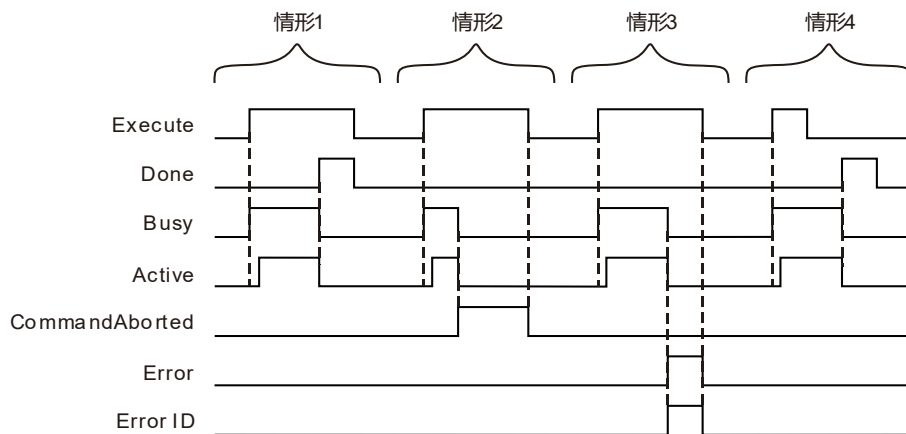 情形1 情形2 情形3 情形4
Execute
Done
Busy
Active
CommandAborted
Error
Error ID